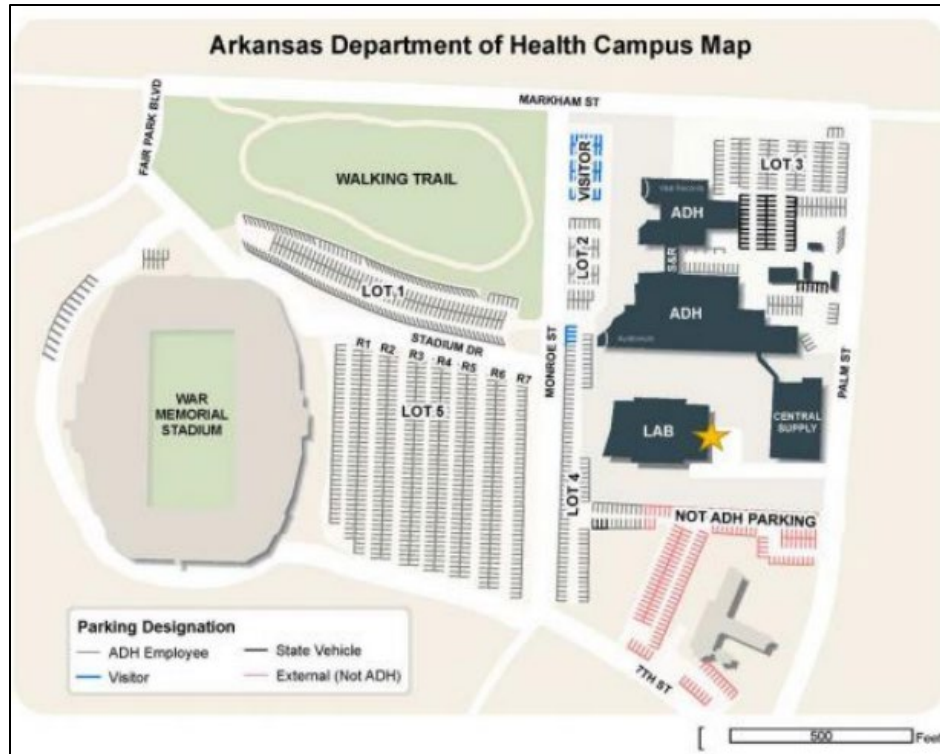 Arkansas Department of Health Campus Map
MARKHAM ST
FAIR PARK BLVD
WALKING TRAIL
VISITOR
LOT 3
Vital Records
ADH
LOT 2
S&R
LOT 1
ADH
Auditorium
STADIUM DR
MONROE ST
PALM ST
R1 R2 R3 R4 R5 R6 R7
LOT 5
WAR
MEMORIAL
STADIUM
LAB
CENTRAL
SUPPLY
LOT 4
NOT ADH PARKING
7TH ST
Parking Designation
ADH Employee
State Vehicle
Visitor
External (Not ADH)
500
Feet